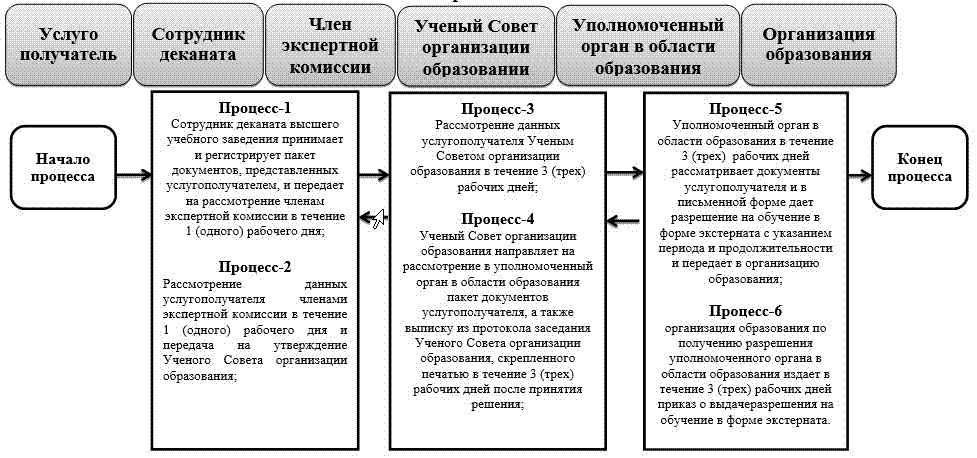 Услуго
получатель
Сотрудник
деканата
Член
экспертной
комиссии
Ученый Совет
организации
образовании
Уполномоченный
орган в области
образования
Организация
образования
Начало
процесса
Процесс-1
Сотрудник деканата высшего
учебного заведения принимает
и регистрирует пакет
документов, представленных
услугополучателем, и передает
на рассмотрение членам
экспертной комиссии в течение
1 (одного) рабочего дня;
Процесс-2
Рассмотрение данных
услугополучателя членами
экспертной комиссии в течение
1 (одного) рабочего дня и
передача на утверждение
Ученого Совета организации
образования;
Процесс-3
Рассмотрение данных
услугополучателя Ученым
Советом организации
образования в течение 3 (трех)
рабочих дней;
Процесс-4
Ученый Совет организации
образования направляет на
рассмотрение в уполномоченный
орган в области образования
пакет документов
услугополучателя, а также
выписку из протокола заседания
Ученого Совета организации
образования, скрепленного
печатью в течение 3 (трех)
рабочих дней после принятия
решения;
Процесс-5
Уполномоченный орган в
области образования в течение
3 (трех) рабочих дней
рассматривает документы
услугополучателя и в
письменной форме дает
разрешение на обучение в
форме экстерната с указанием
периода и продолжительности
и передает в организацию
образования;
Процесс-6
организация образования по
получению разрешения
уполномоченного органа в
области образования издает в
течение 3 (трех) рабочих дней
приказ о выдачеразрешения на
обучение в форме экстерната.
Конец
процесса